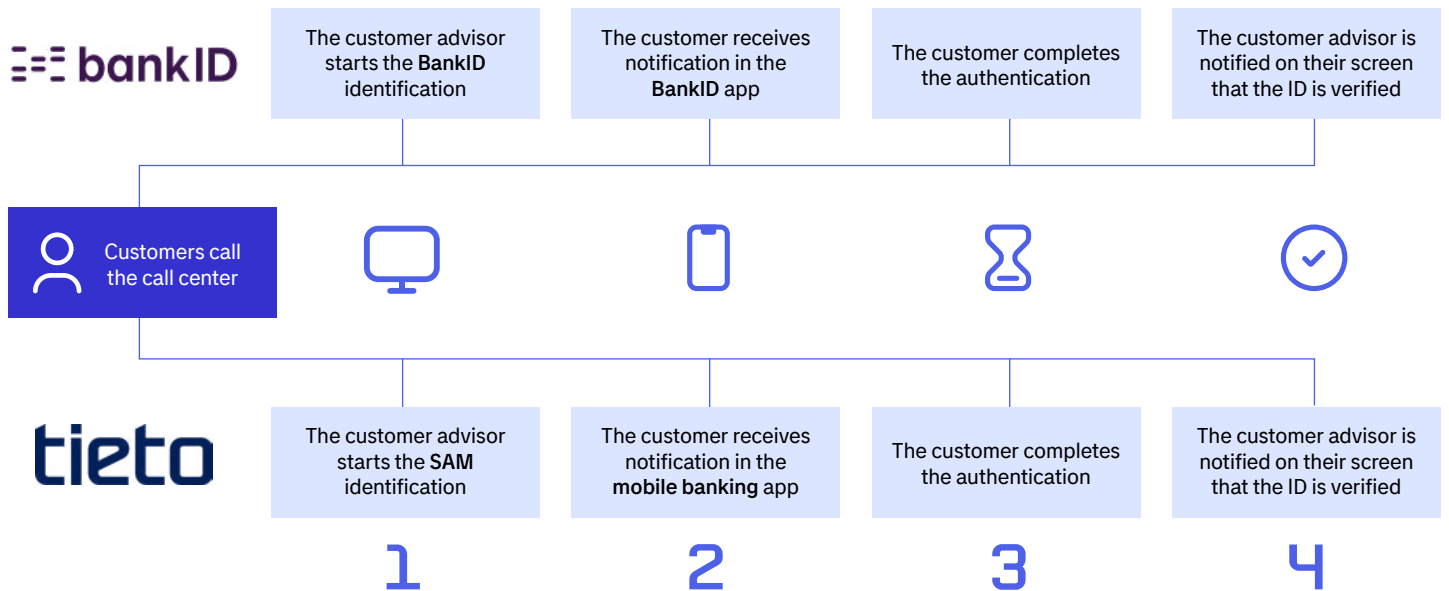 bankID
The customer advisor
starts the BankID
identification
The customer receives
notification in the
BankID app
The customer completes
the authentication
The customer advisor is
notified on their screen
that the ID is verified
Customers call
the call center
tieto
The customer advisor
starts the SAM
identification
The customer receives
notification in the
mobile banking app
The customer completes
the authentication
The customer advisor is
notified on their screen
that the ID is verified
1
2
3
4